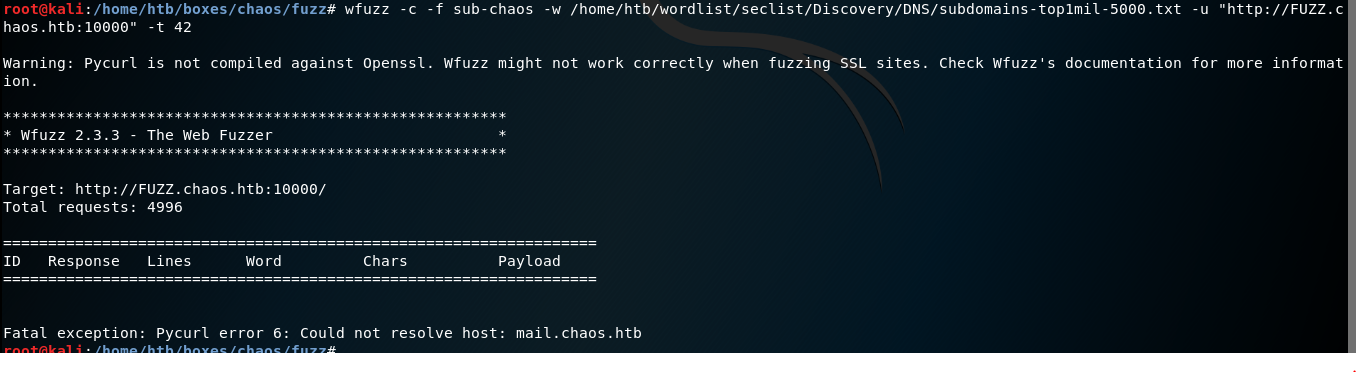 root@kali:/home/htb/boxes/chaos/fuzz# wfuzz -c -f sub-chaos -w /home/htb/wordlist/seclist/Discovery/DNS/subdomains-top1mil-5000.txt -u "http://FUZZ.c
haos.htb:10000" -t 42
Warning: Pycurl is not compiled against Openssl. Wfuzz might not work correctly when fuzzing SSL sites. Check Wfuzz's documentation for more informat
ion.
********************************************************
* Wfuzz 2.3.3 - The Web Fuzzer                         *
********************************************************
Target: http://FUZZ.chaos.htb:10000/
Total requests: 4996
==================================================================
ID   Response   Lines      Word         Chars          Payload
==================================================================
Fatal exception: Pycurl error 6: Could not resolve host: mail.chaos.htb
root@kali:/home/htb/boxes/chaos/fuzz#